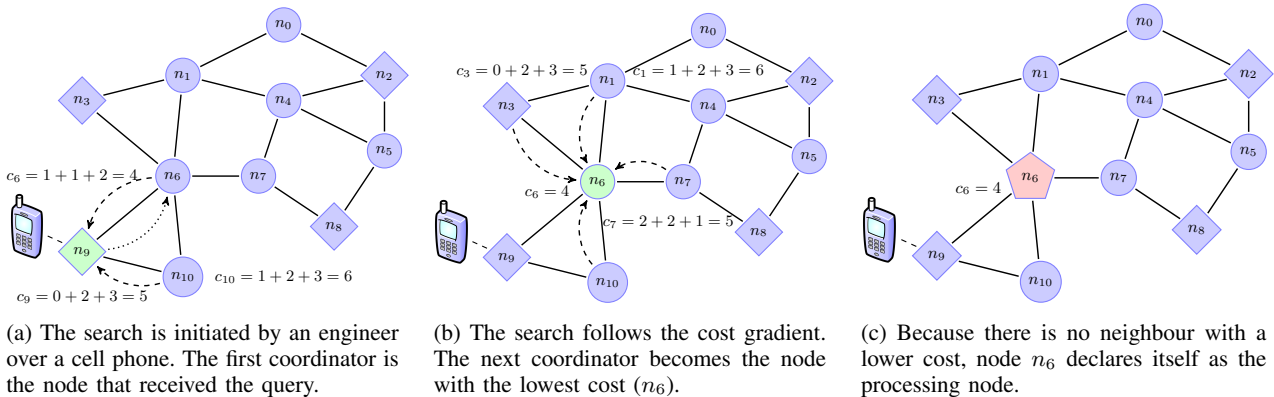 n0
n1
n2
n3
n4
n5
c6 = 1 + 1 + 2 = 4
n6
n7
n8
n9
n10
c10 = 1 + 2 + 3 = 6
c9 = 0 + 2 + 3 = 5
(a) The search is initiated by an engineer
over a cell phone. The first coordinator is
the node that received the query.
n0
c3 = 0 + 2 + 3 = 5
n1
c1 = 1 + 2 + 3 = 6
n2
n3
n4
n5
n6
n7
c6 = 4
c7 = 2 + 2 + 1 = 5
n8
n9
n10
(b) The search follows the cost gradient.
The next coordinator becomes the node
with the lowest cost (n6).
n0
n1
n2
n3
n4
n5
n6
n7
c6 = 4
n8
n9
n10
(c) Because there is no neighbour with a
lower cost, node n6 declares itself as the
processing node.